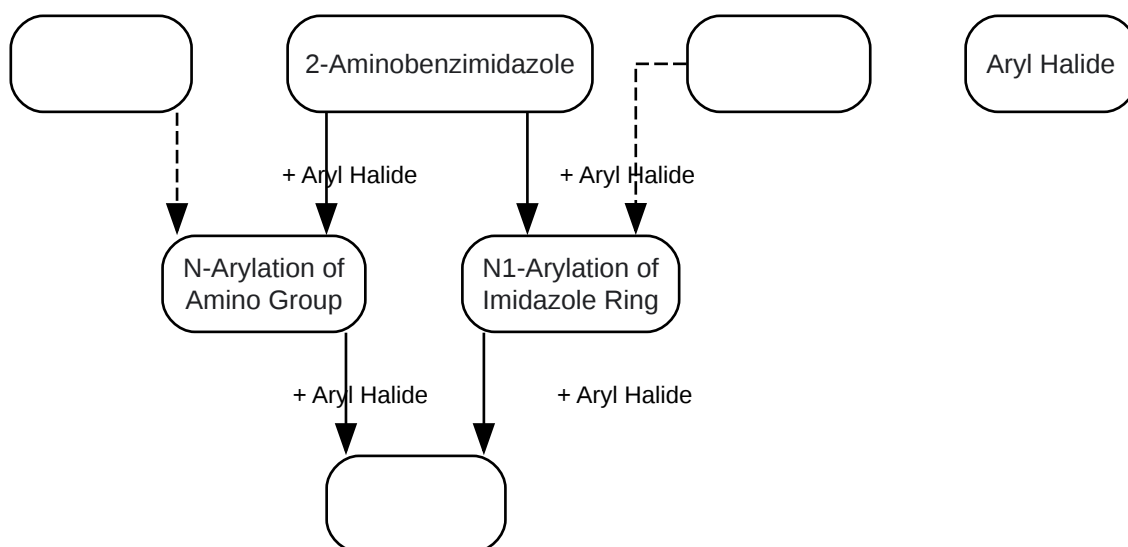 2-Aminobenzimidazole
Aryl Halide
+ Aryl Halide
+ Aryl Halide
N-Arylation of
Amino Group
N1-Arylation of
Imidazole Ring
+ Aryl Halide
+ Aryl Halide